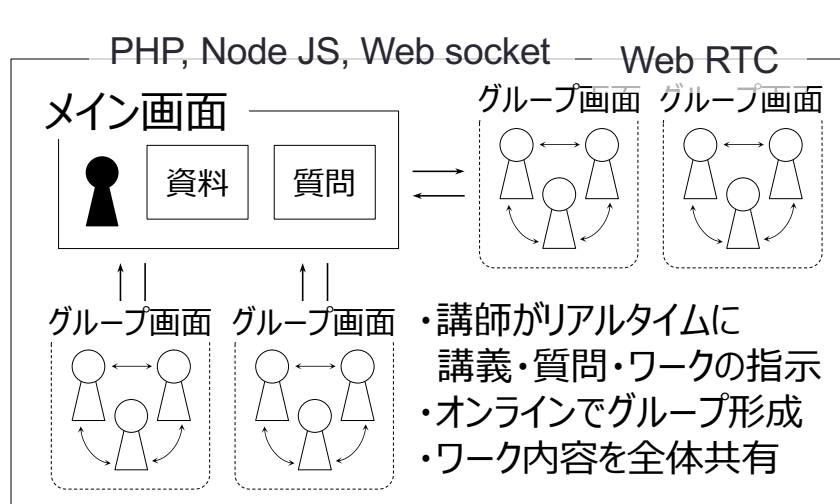 PHP, Node JS, Web socket
Web RTC
メイン画面
資料
質問
グループ画面
グループ画面
グループ画面
グループ画面
・講師がリアルタイムに
講義・質問・ワークの指示
・オンラインでグループ形成
・ワーク内容を全体共有